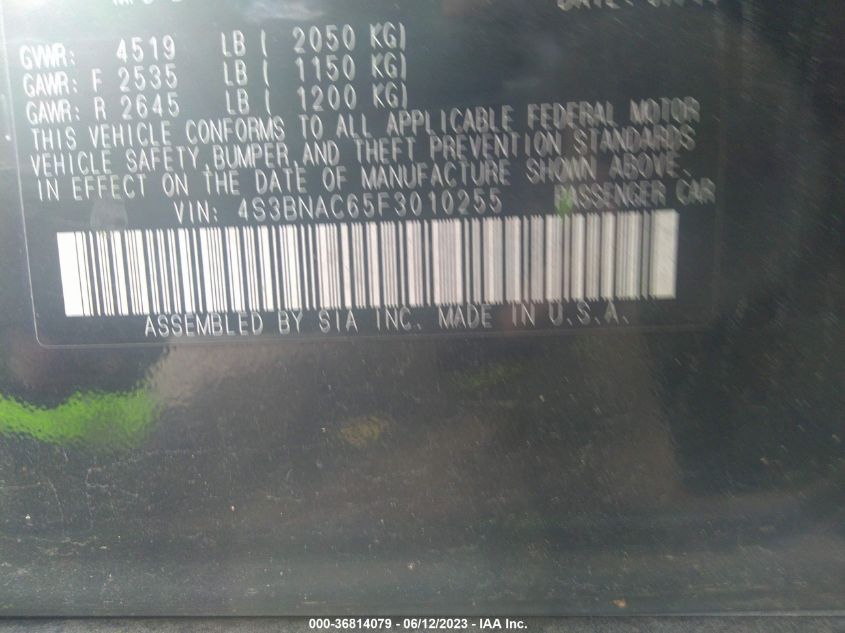 GVWR: 4519 LB ( 2050 KG)
GAWR: F 2535 LB ( 1150 KG)
GAWR: R 2645 LB ( 1200 KG)
THIS VEHICLE CONFORMS TO ALL APPLICABLE FEDERAL MOTOR
VEHICLE SAFETY, BUMPER, AND THEFT PREVENTION STANDARDS
IN EFFECT ON THE DATE OF MANUFACTURE SHOWN ABOVE.
VIN: 4S3BNAC65F3010255 PASSENGER CAR
ASSEMBLED BY SIA INC. MADE IN U.S.A.
000-36814079 - 06/12/2023 - IAA Inc.